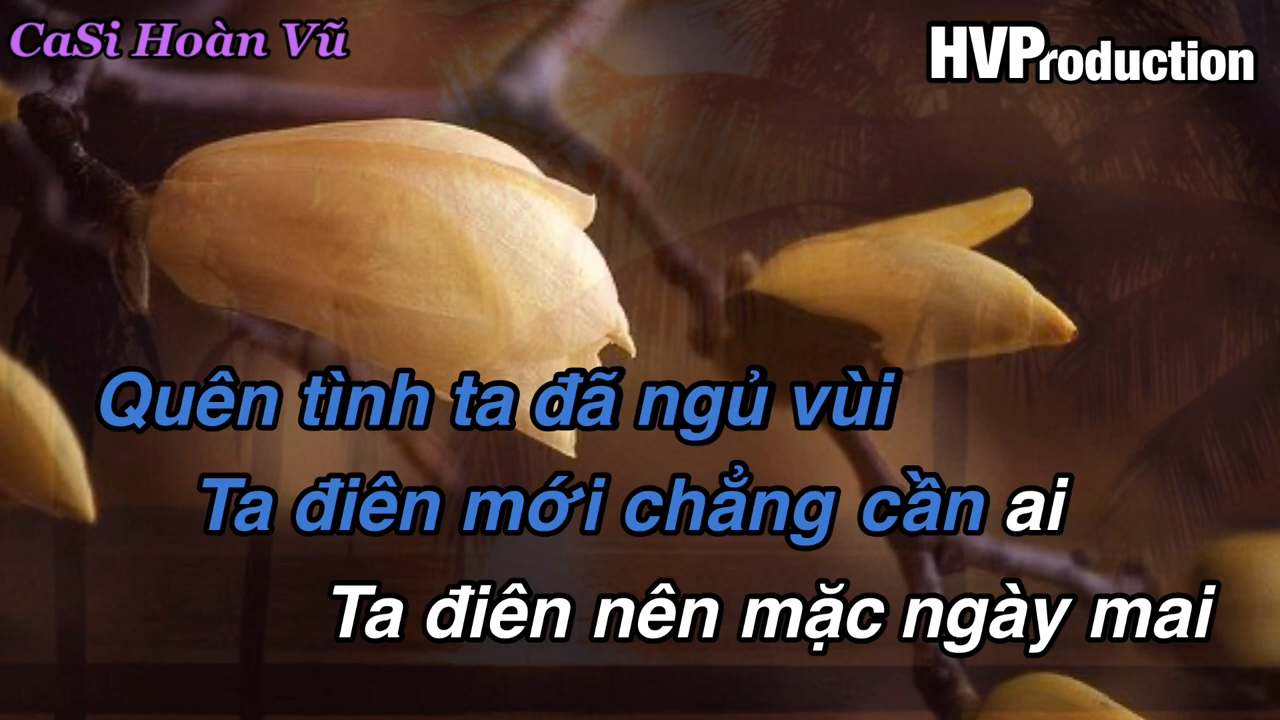 CaSi Hoàn Vũ
HVProduction
Quên tình ta đã ngủ vùi
Ta điên mới chẳng cần ai
Ta điên nên mặc ngày mai